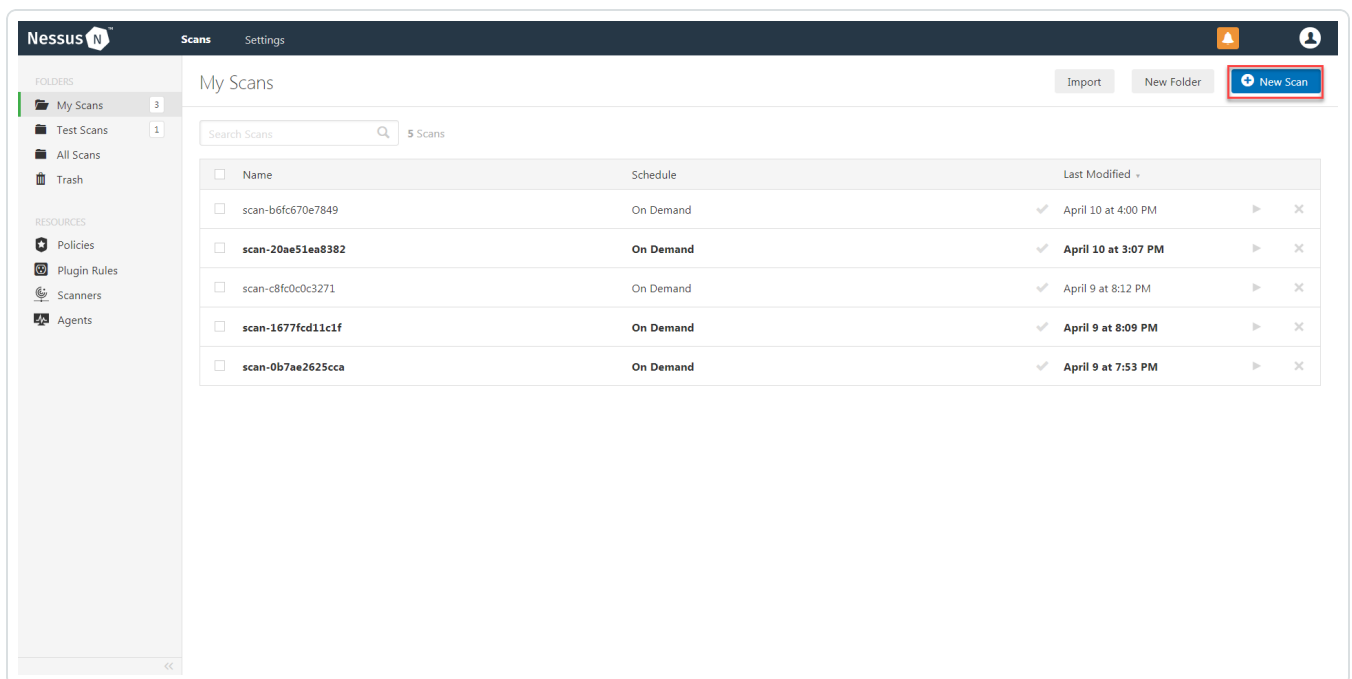 Nessus N ™ Scans Settings
FOLDERS
My Scans 3
Test Scans 1
All Scans
Trash
RESOURCES
Policies
Plugin Rules
Scanners
Agents
My Scans Import New Folder New Scan
Search Scans 5 Scans
Name Schedule Last Modified
scan-b6fc670e7849 On Demand April 10 at 4:00 PM
scan-20ae51ea8382 On Demand April 10 at 3:07 PM
scan-c8fc0c0c3271 On Demand April 9 at 8:12 PM
scan-1677fcd11c1f On Demand April 9 at 8:09 PM
scan-0b7ae2625cca On Demand April 9 at 7:53 PM